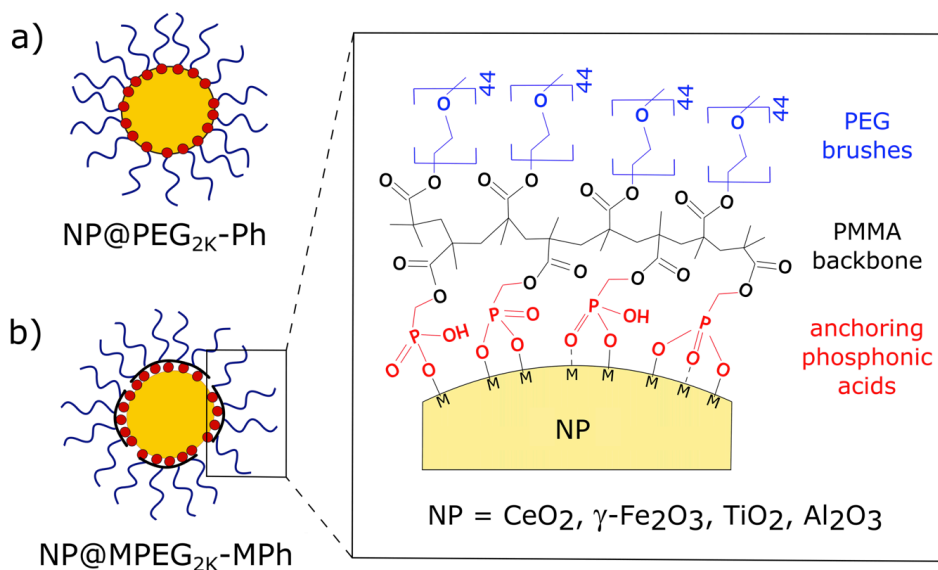 a)
NP@PEG2K-Ph
b)
NP@MPEG2K-MPh
44 44 44 44
O O O O
PEG
brushes
O O O O O O O O
PMMA
backbone
O O O O O O O O
anchoring
phosphonic
acids
P OH P O P OH P
O O O O O O O O O
M M M M M M M M
NP
NP = CeO2, γ-Fe2O3, TiO2, Al2O3